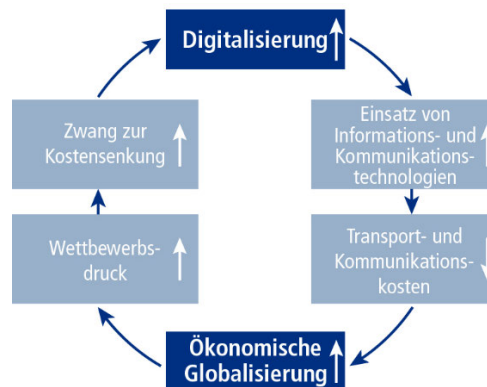 Digitalisierung
Einsatz von
Informations- und
Kommunikations-
technologien
Transport- und
Kommunikations-
kosten
Ökonomische
Globalisierung
Wettbewerbs-
druck
Zwang zur
Kostensenkung